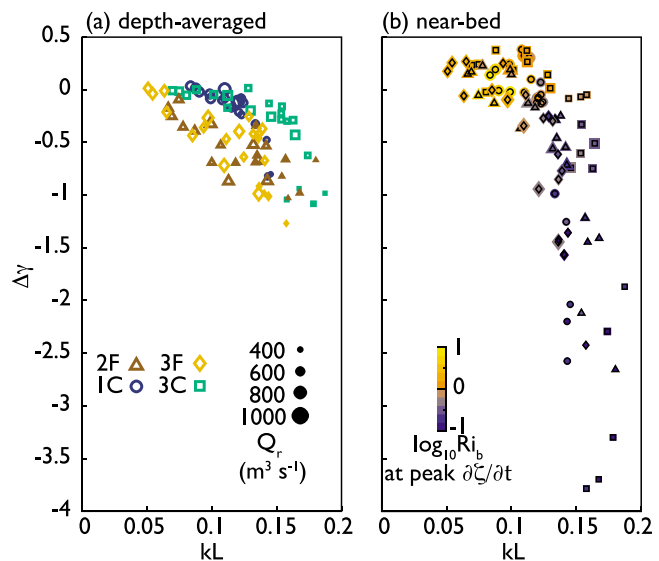 (a) depth-averaged
(b) near-bed
0.5
0
-0.5
-1
-1.5
-2
-2.5
-3
-3.5
-4
Δγ
2F 3F
1C 3C
400
600
800
1000
Qr
(m³ s⁻¹)
1
0
-1
log₁₀Ri_b
at peak ∂ζ/∂t
0 0.05 0.1 0.15 0.2
0 0.05 0.1 0.15 0.2
kL
kL